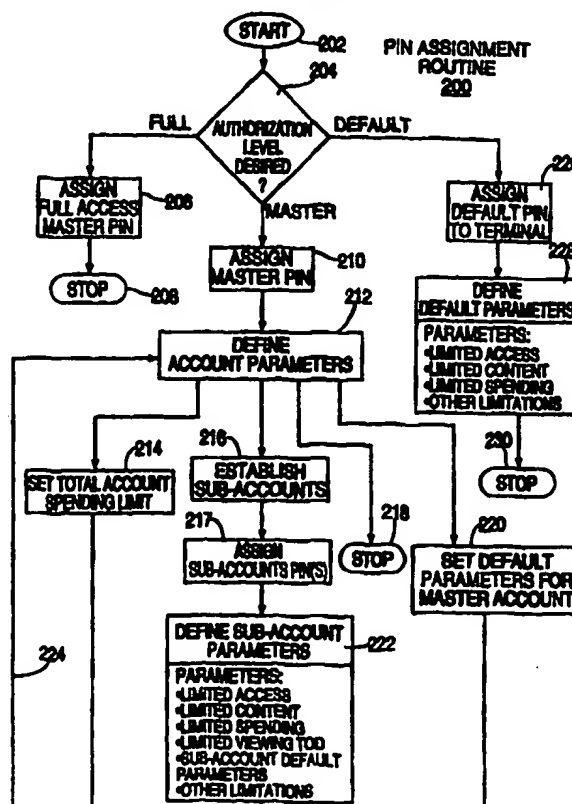 START
202
204
PIN ASSIGNMENT
ROUTINE
200
FULL
AUTHORIZATION
LEVEL
DESIRED
?
DEFAULT
MASTER
ASSIGN
FULL ACCESS
MASTER PIN
206
STOP
208
ASSIGN
MASTER PIN
210
ASSIGN
DEFAULT PIN
TO TERMINAL
228
DEFINE
DEFAULT PARAMETERS
PARAMETERS:
•LIMITED ACCESS
•LIMITED CONTENT
•LIMITED SPENDING
•OTHER LIMITATIONS
230
STOP
212
DEFINE
ACCOUNT PARAMETERS
214
SET TOTAL ACCOUNT
SPENDING LIMIT
216
ESTABLISH
SUB-ACCOUNTS
217
ASSIGN
SUB-ACCOUNTS PIN(S)
218
STOP
220
SET DEFAULT
PARAMETERS FOR
MASTER ACCOUNT
DEFINE SUB-ACCOUNT
PARAMETERS
222
PARAMETERS:
•LIMITED ACCESS
•LIMITED CONTENT
•LIMITED SPENDING
•LIMITED VIEWING TOD
•SUB-ACCOUNT DEFAULT
PARAMETERS
•OTHER LIMITATIONS
224